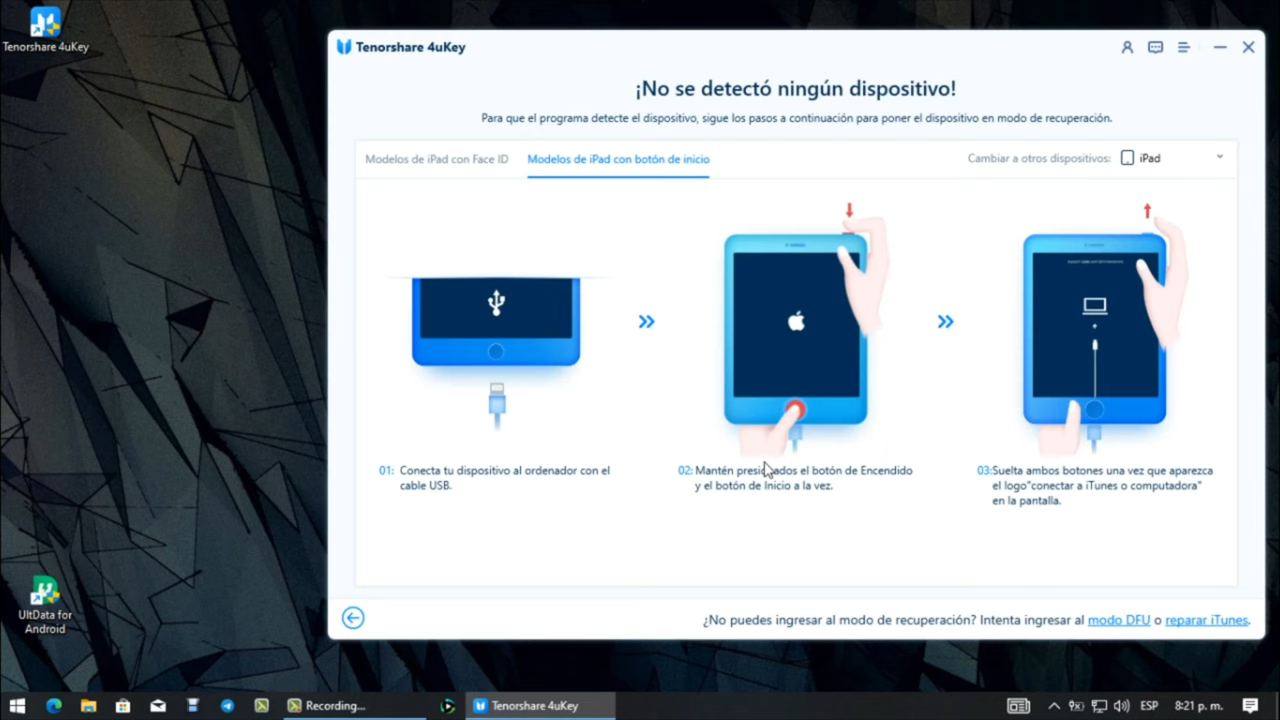 Tenorshare 4uKey
Tenorshare 4uKey
¡No se detectó ningún dispositivo!
Para que el programa detecte el dispositivo, sigue los pasos a continuación para poner el dispositivo en modo de recuperación.
Modelos de iPad con Face ID
Modelos de iPad con botón de inicio
Cambiar a otros dispositivos:
iPad
01: Conecta tu dispositivo al ordenador con el
cable USB.
02: Mantén presionados el botón de Encendido
y el botón de Inicio a la vez.
03:Suelta ambos botones una vez que aparezca
el logo"conectar a iTunes o computadora"
en la pantalla.
UltData for
Android
¿No puedes ingresar al modo de recuperación? Intenta ingresar al modo DFU o reparar iTunes.
Recording...
Tenorshare 4uKey
ESP
8:21 p. m.